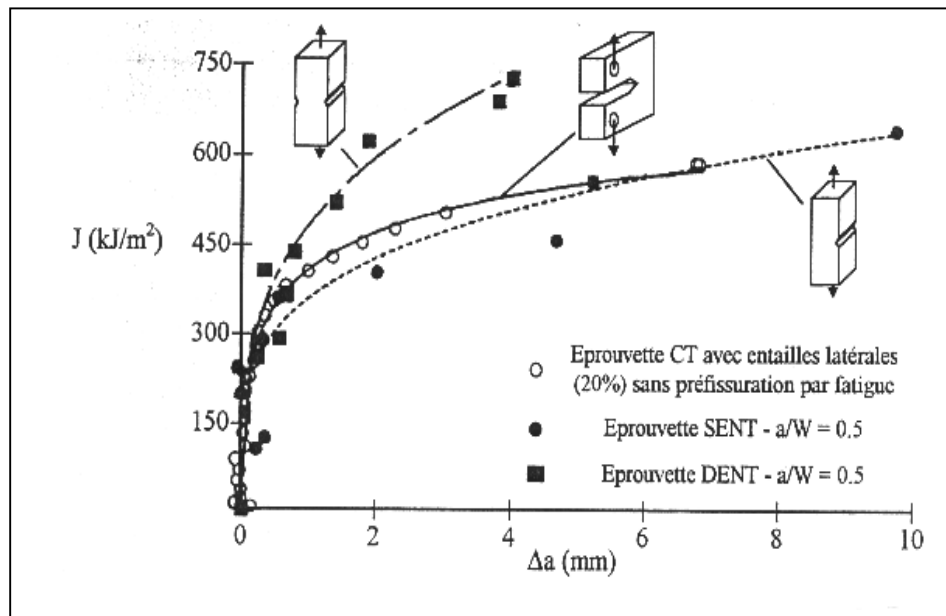 750
600
J (kJ/m²)
450
300
150
0
0
2
4
6
8
10
Δa (mm)
Eprouvette CT avec entailles latérales
(20%) sans préfissuration par fatigue
Eprouvette SENT - a/W = 0.5
Eprouvette DENT - a/W = 0.5